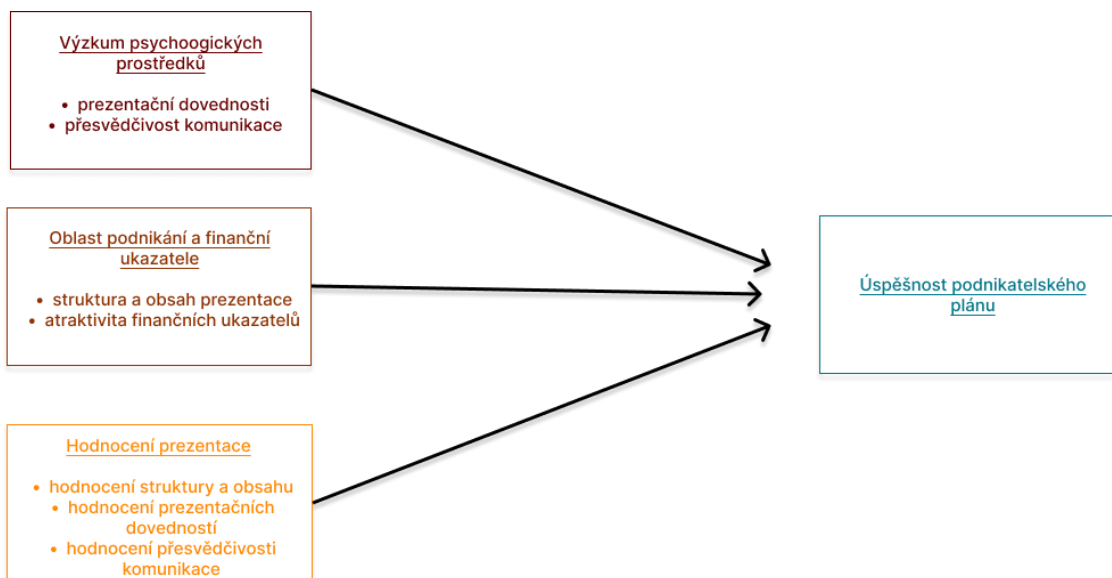 Výzkum psychoogických
prostředků
• prezentační dovednosti
• přesvědčivost komunikace
Oblast podnikání a finanční
ukazatele
• struktura a obsah prezentace
• atraktivita finančních ukazatelů
Hodnocení prezentace
• hodnocení struktury a obsahu
• hodnocení prezentačních
dovedností
• hodnocení přesvědčivosti
komunikace
Úspěšnost podnikatelského
plánu